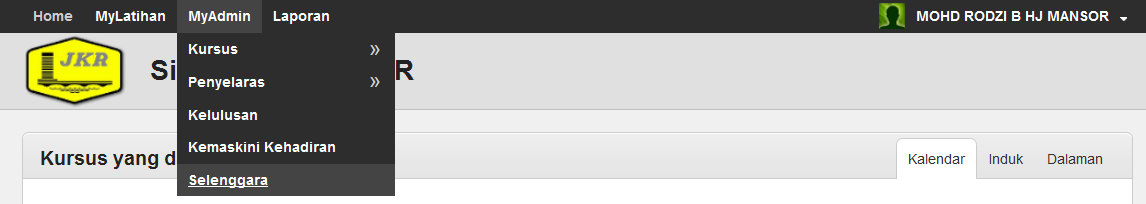 Home MyLatihan MyAdmin Laporan MOHD RODZI B HJ MANSOR
JKR
Si R
Kursus »
Penyelaras »
Kelulusan
Kemaskini Kehadiran
Selenggara
Kursus yang d
Kalendar Induk Dalaman